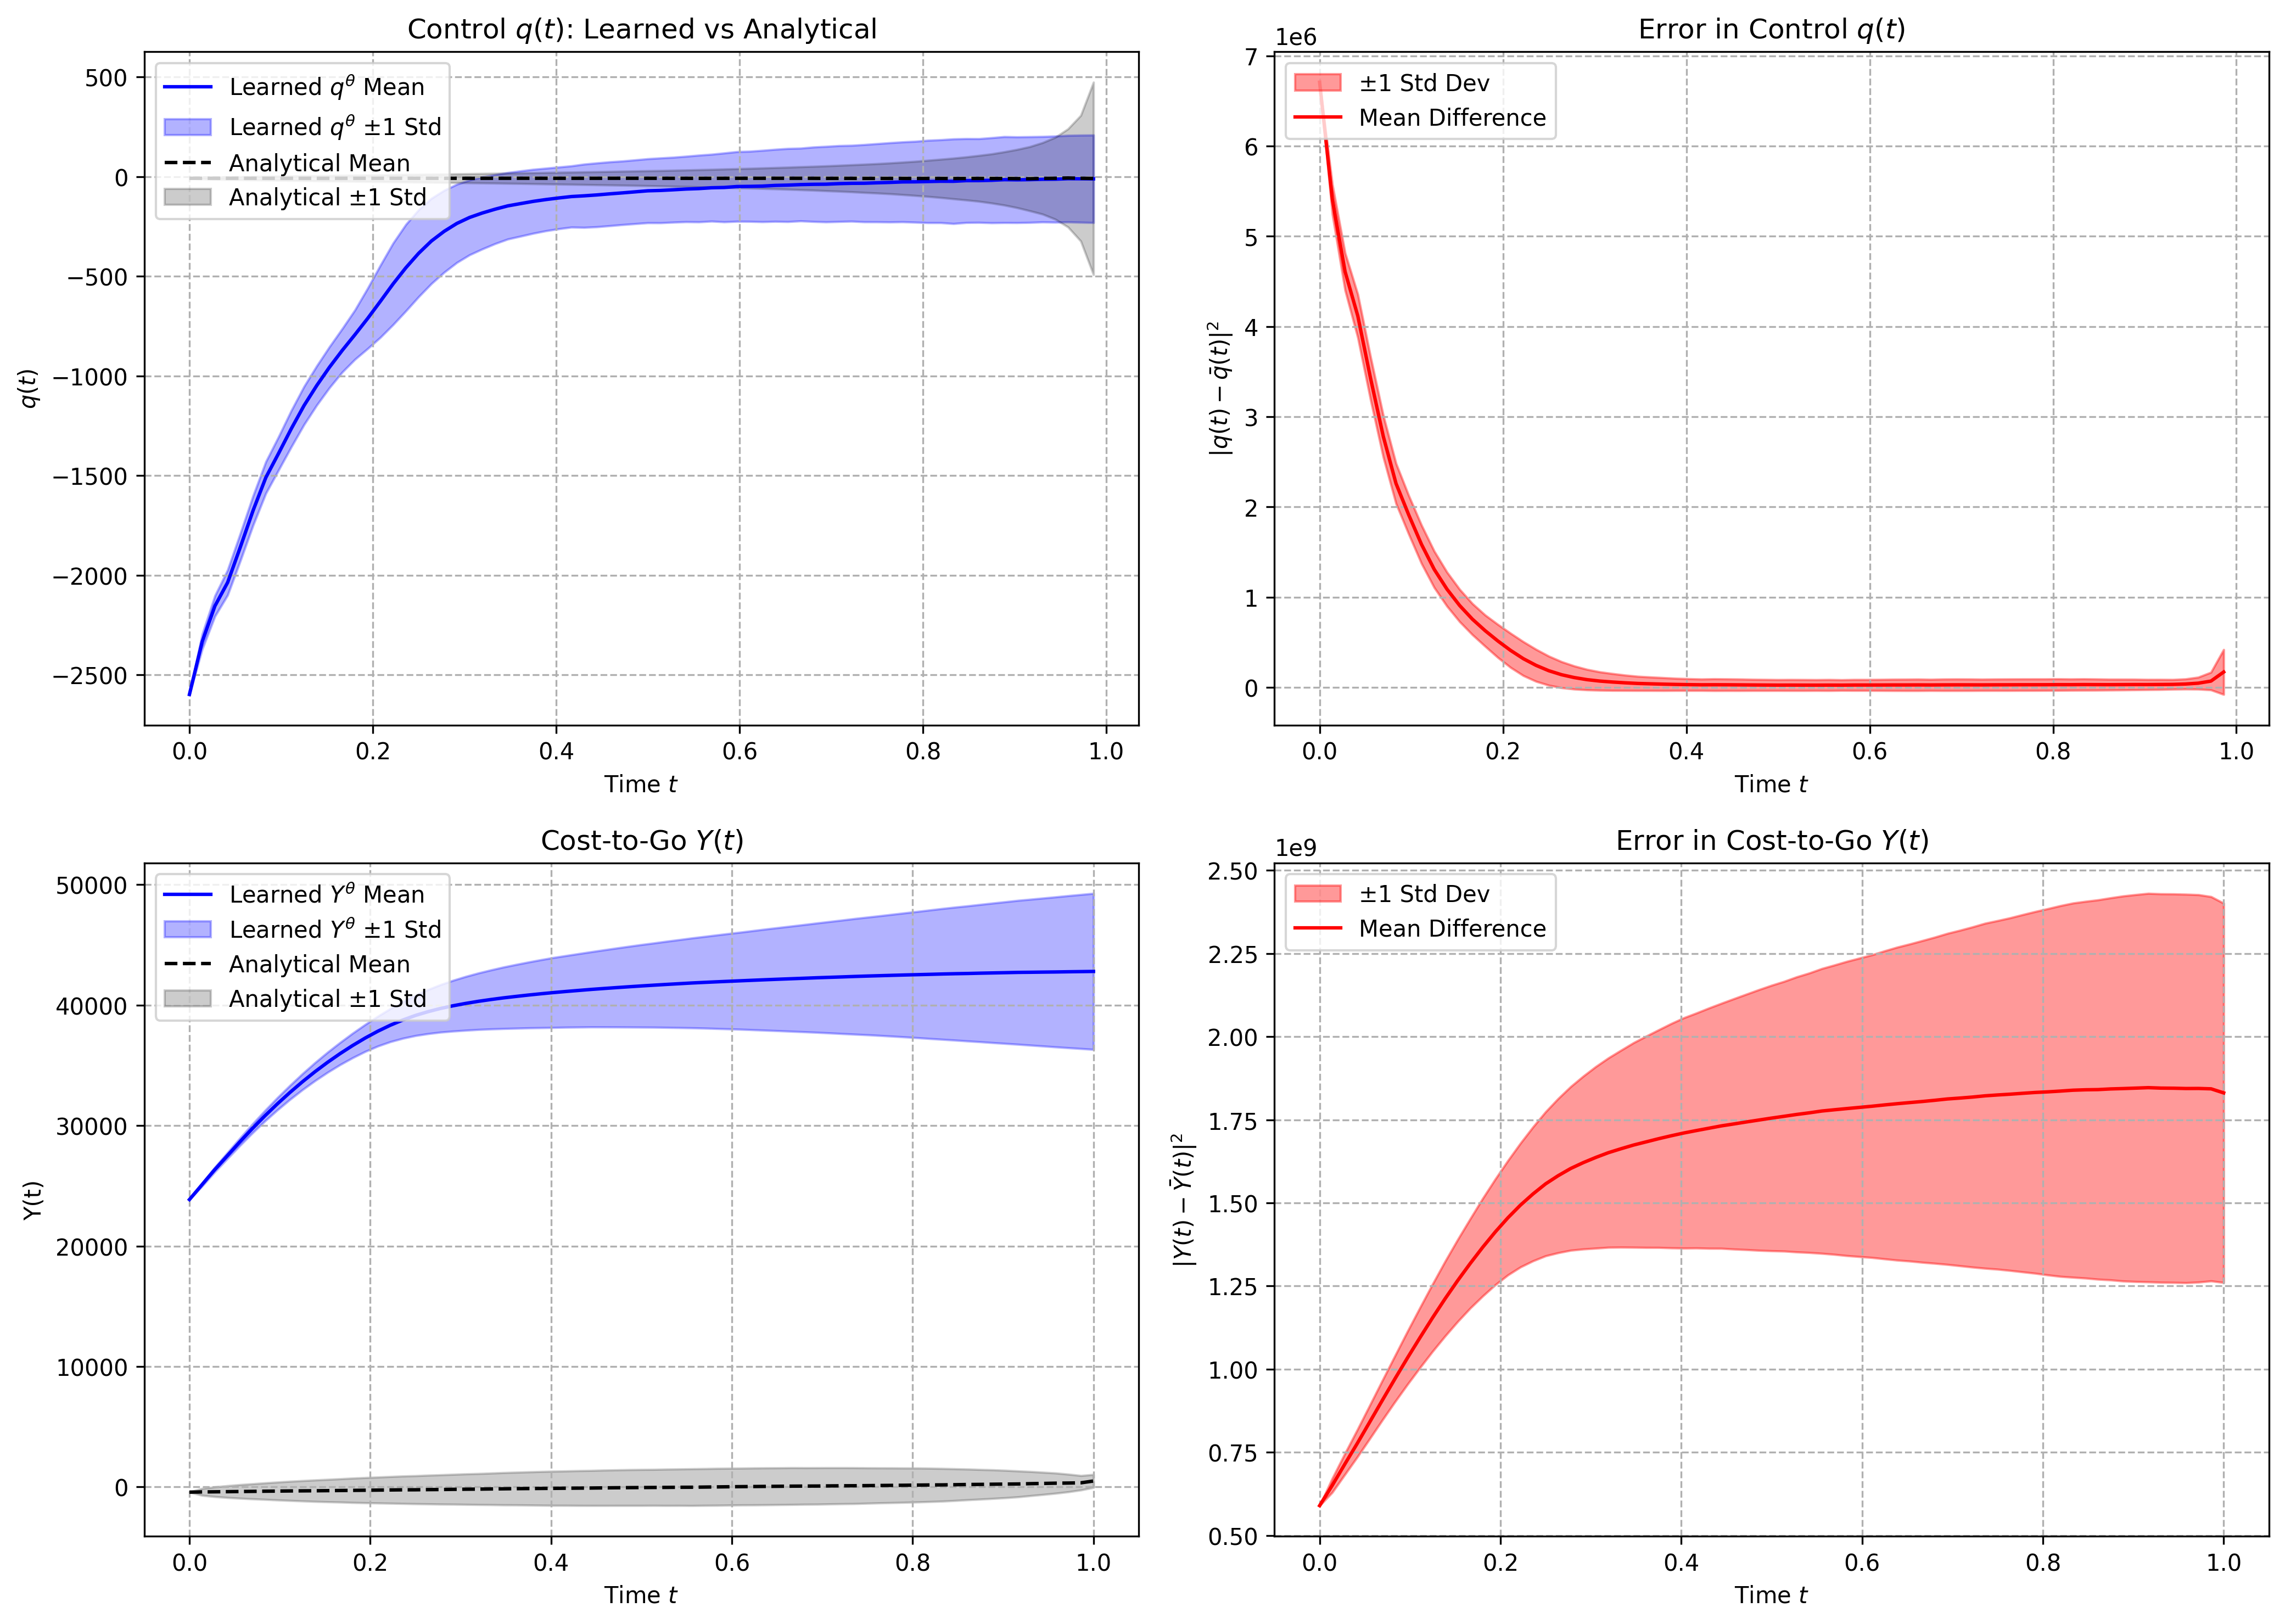 Control q(t): Learned vs Analytical
500
0
−500
−1000
−1500
−2000
−2500
q(t)
Learned q^θ Mean
Learned q^θ ±1 Std
Analytical Mean
Analytical ±1 Std
0.0 0.2 0.4 0.6 0.8 1.0
Time t
Error in Control q(t)
1e6
7
6
5
4
3
2
1
0
|q(t) − q̄(t)|²
±1 Std Dev
Mean Difference
0.0 0.2 0.4 0.6 0.8 1.0
Time t
Cost-to-Go Y(t)
50000
40000
30000
20000
10000
0
Y(t)
Learned Y^θ Mean
Learned Y^θ ±1 Std
Analytical Mean
Analytical ±1 Std
0.0 0.2 0.4 0.6 0.8 1.0
Time t
Error in Cost-to-Go Y(t)
1e9
2.50
2.25
2.00
1.75
1.50
1.25
1.00
0.75
0.50
|Y(t) − Ȳ(t)|²
±1 Std Dev
Mean Difference
0.0 0.2 0.4 0.6 0.8 1.0
Time t